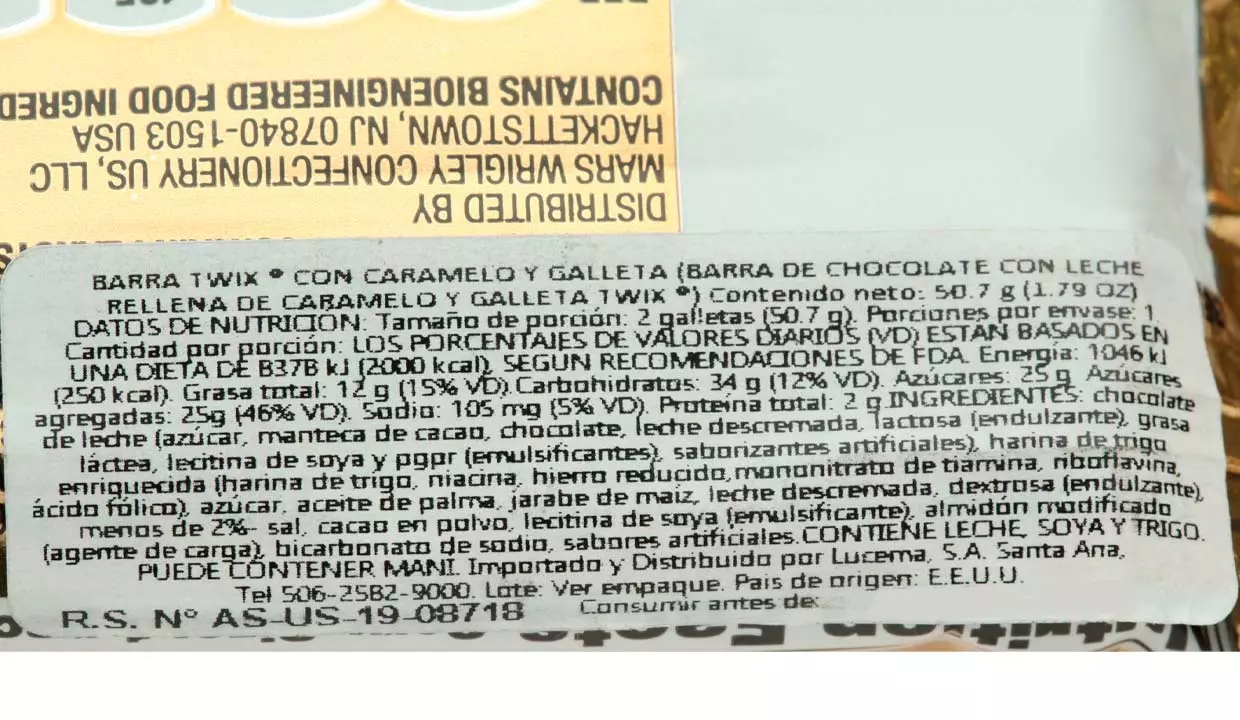 CONTAINS BIOENGINEERED FOOD INGRED
HACKETTSTOWN, NJ 07840-1503 USA
MARS WRIGLEY CONFECTIONERY US, LLC
DISTRIBUTED BY
BARRA TWIX ® CON CARAMELO Y GALLETA (BARRA DE CHOCOLATE CON LECHE
RELLENA DE CARAMELO Y GALLETA TWIX ®) Contenido neto: 50.7 g (1.79 OZ)
DATOS DE NUTRICION: Tamaño de porción: 2 galletas (50.7 g). Porciones por envase: 1.
Cantidad por porción: LOS PORCENTAJES DE VALORES DIARIOS (VD) ESTÁN BASADOS EN
UNA DIETA DE 8378 kJ (2000 kcal), SEGUN RECOMENDACIONES DE FDA. Energia: 1046 kJ
(250 kcal). Grasa total: 12 g (15% VD).Carbohidratos: 34 g (12% VD). Azúcares: 25 g Azúcares
agregadas: 25g (46% VD). Sodio: 105 mg (5% VD). Proteína total: 2 g.INGREDIENTES: chocolate
de leche (azúcar, manteca de cacao, chocolate, leche descremada, lactosa (endulzante), grasa
láctea, lecitina de soya y pgpr (emulsificantes), saborizantes artificiales), harina de trigo
enriquecida (harina de trigo, niacina, hierro reducido,mononitrato de tiamina, riboflavina,
ácido fólico), azúcar, aceite de palma, jarabe de maiz, leche descremada, dextrosa (endulzante),
menos de 2%- sal, cacao en polvo, lecitina de soya (emulsificante), almidón modificado
(agente de carga), bicarbonato de sodio, sabores artificiales.CONTIENE LECHE, SOYA Y TRIGO.
PUEDE CONTENER MANI. Importado y Distribuido por Lucema, S.A. Santa Ana,
Tel 506-2582-9000. Lote: Ver empaque. Pais de origen: E.E.U.U.
R.S. N° AS-US-19-08718 Consumir antes de: